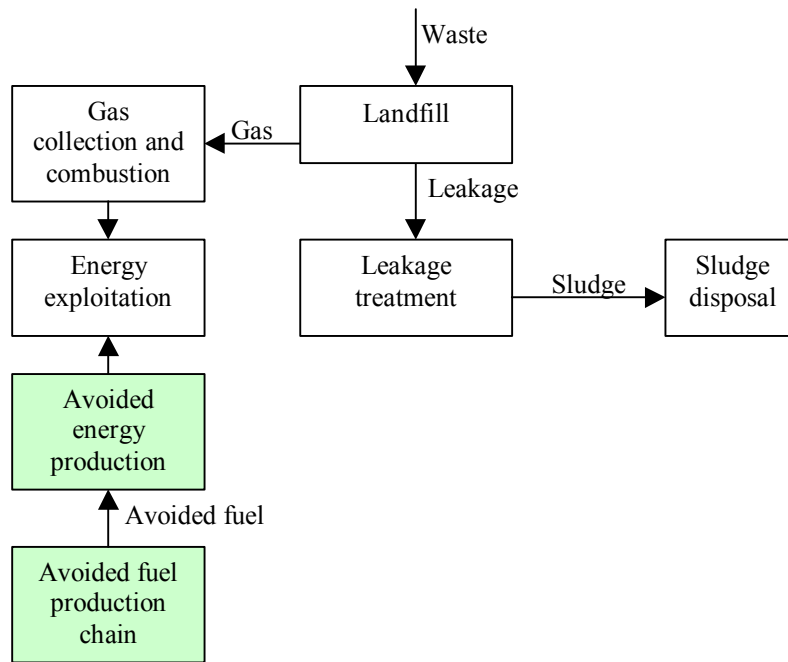 Waste
Gas
collection and
combustion
Gas
Landfill
Leakage
Energy
exploitation
Leakage
treatment
Sludge
Sludge
disposal
Avoided
energy
production
Avoided fuel
Avoided fuel
production
chain